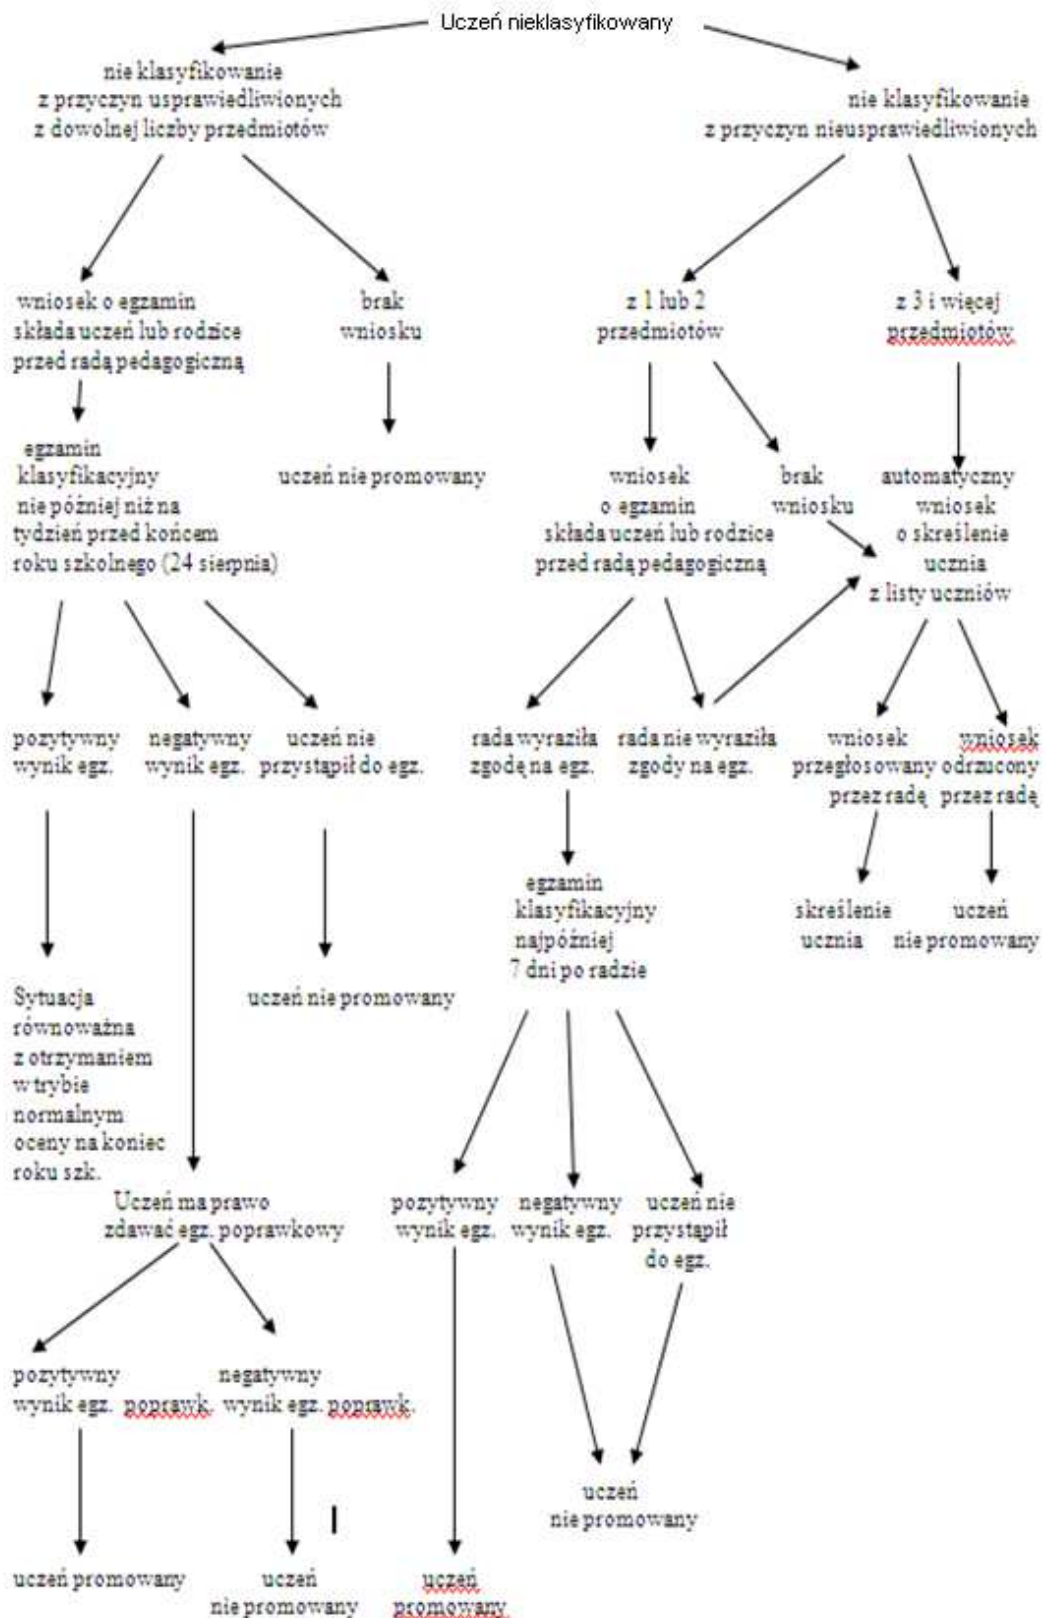 Uczeń nieklasyfikowany
nie klasyfikowanie
z przyczyn usprawiedliwionych
z dowolnej liczby przedmiotów
nie klasyfikowanie
z przyczyn nieusprawiedliwionych
wniosek o egzamin
składa uczeń lub rodzice
przed radą pedagogiczną
brak
wniosku
z 1 lub 2
przedmiotów
z 3 i więcej
przedmiotów
egzamin
klasyfikacyjny
nie później niż na
tydzień przed końcem
roku szkolnego (24 sierpnia)
uczeń nie promowany
wniosek
o egzamin
składa uczeń lub rodzice
przed radą pedagogiczną
brak
wniosku
automatyczny
wniosek
o skreślenie
ucznia
z listy uczniów
pozytywny
wynik egz.
negatywny
wynik egz.
uczeń nie
przystąpił do egz.
rada wyraziła
zgodę na egz.
rada nie wyraziła
zgody na egz.
wniosek
przegłosowany
przez radę
wniosek
odrzucony
przez radę
egzamin
klasyfikacyjny
najpóźniej
7 dni po radzie
skreślenie
ucznia
uczeń
nie promowany
Sytuacja
równoważna
z otrzymaniem
w trybie
normalnym
oceny na koniec
roku szk.
uczeń nie promowany
Uczeń ma prawo
zdawać egz. poprawkowy
pozytywny
wynik egz.
negatywny
wynik egz.
uczeń nie
przystąpił
do egz.
pozytywny
wynik egz. poprawk.
negatywny
wynik egz. poprawk.
uczeń
nie promowany
uczeń promowany
uczeń
nie promowany
uczeń
promowany